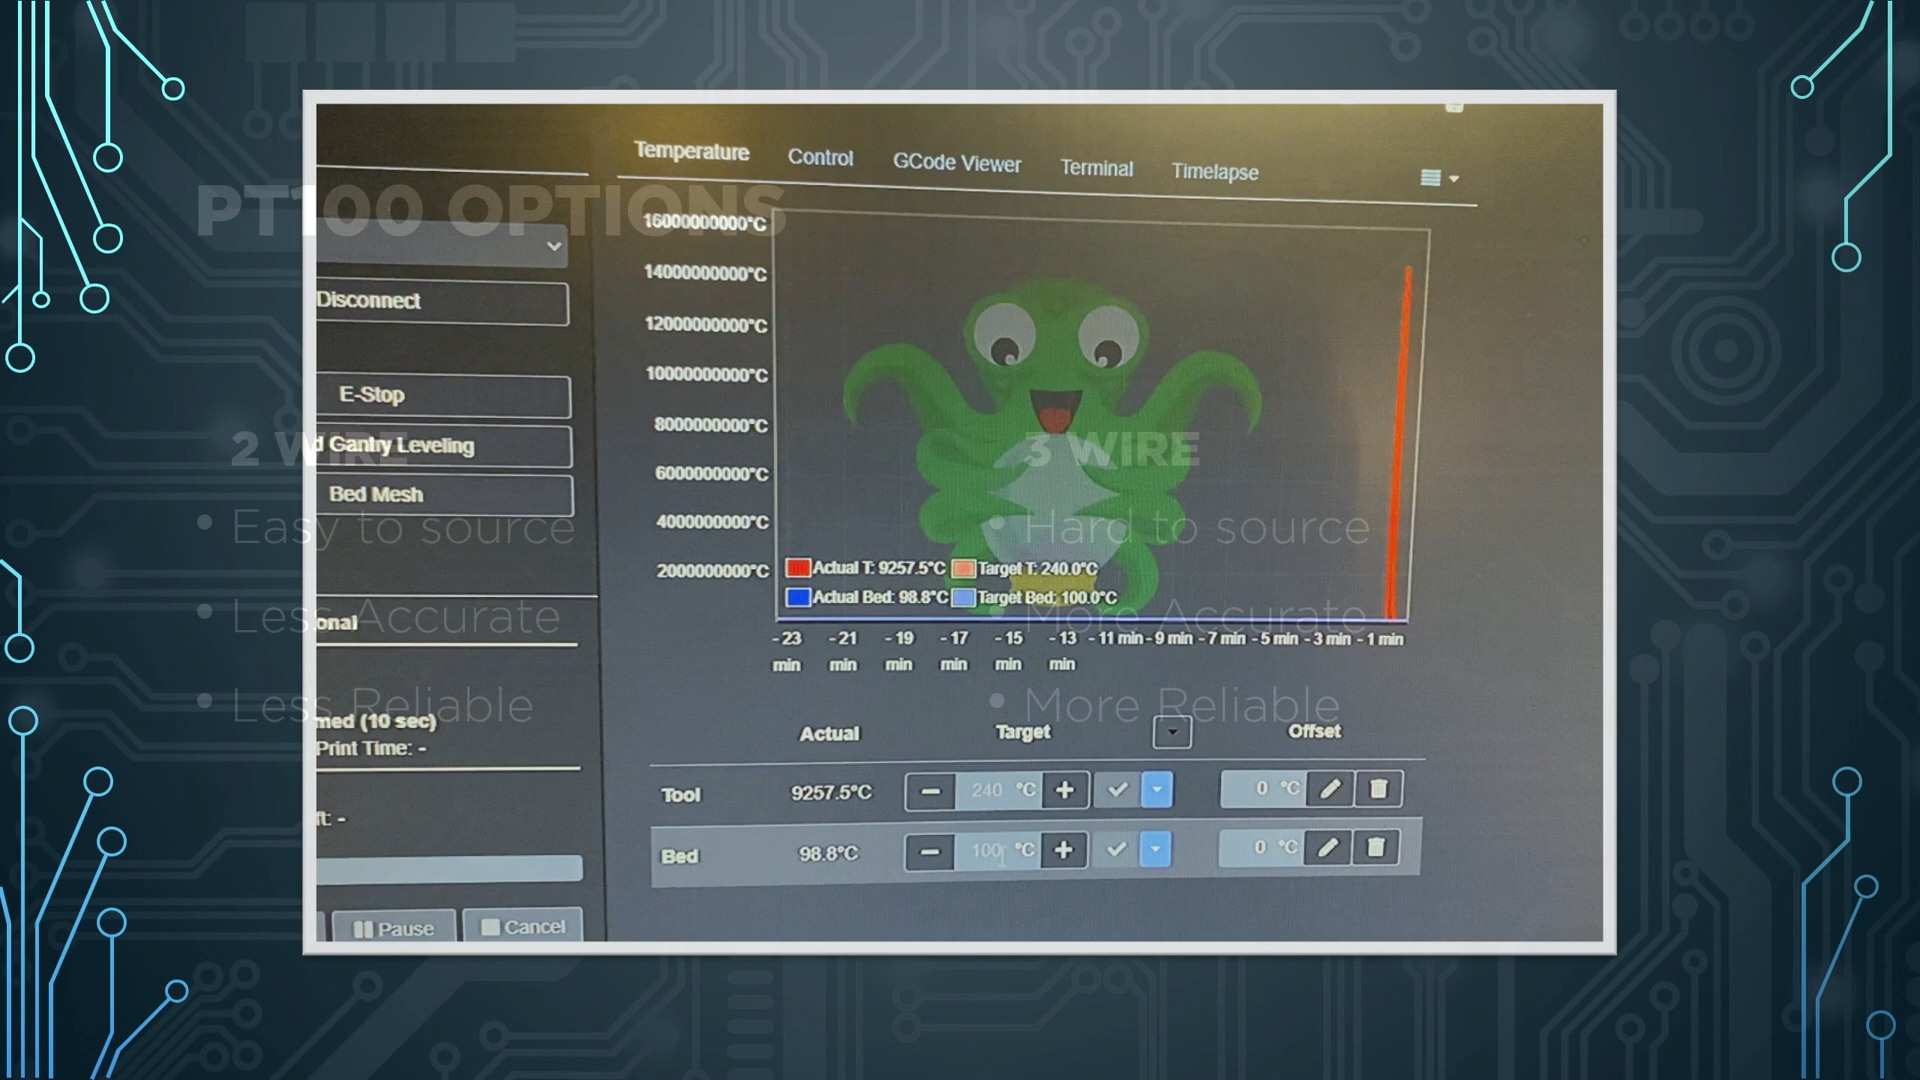 PT100 OPTIONS
2 WIRE
• Easy to source
• Less Accurate
• Less Reliable
3 WIRE
• Hard to source
• More Accurate
• More Reliable
Temperature Control GCode Viewer Terminal Timelapse
Disconnect
E-Stop
d Gantry Leveling
Bed Mesh
onal
med (10 sec)
Print Time: -
ft: -
Pause Cancel
16000000000°C
14000000000°C
12000000000°C
10000000000°C
8000000000°C
6000000000°C
4000000000°C
2000000000°C
Actual T: 9257.5°C Target T: 240.0°C
Actual Bed: 98.8°C Target Bed: 100.0°C
- 23 min - 21 min - 19 min - 17 min - 15 min - 13 min - 11 min - 9 min - 7 min - 5 min - 3 min - 1 min
Actual Target Offset
Tool 9257.5°C 240 °C 0 °C
Bed 98.8°C 100 °C 0 °C